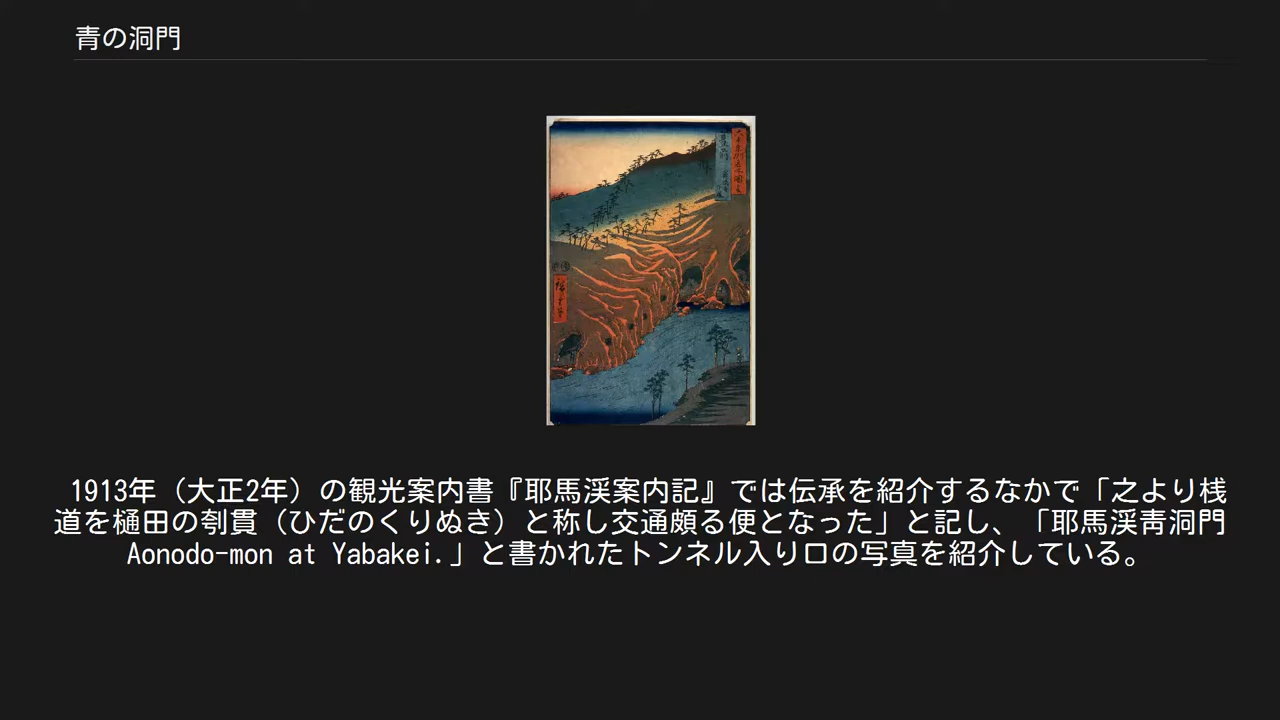 青の洞門
1913年（大正2年）の観光案内書『耶馬渓案内記』では伝承を紹介するなかで「之より桟
道を樋田の刳貫（ひだのくりぬき）と称し交通頗る便となった」と記し、「耶馬渓靑洞門
Aonodo-mon at Yabakei.」と書かれたトンネル入り口の写真を紹介している。